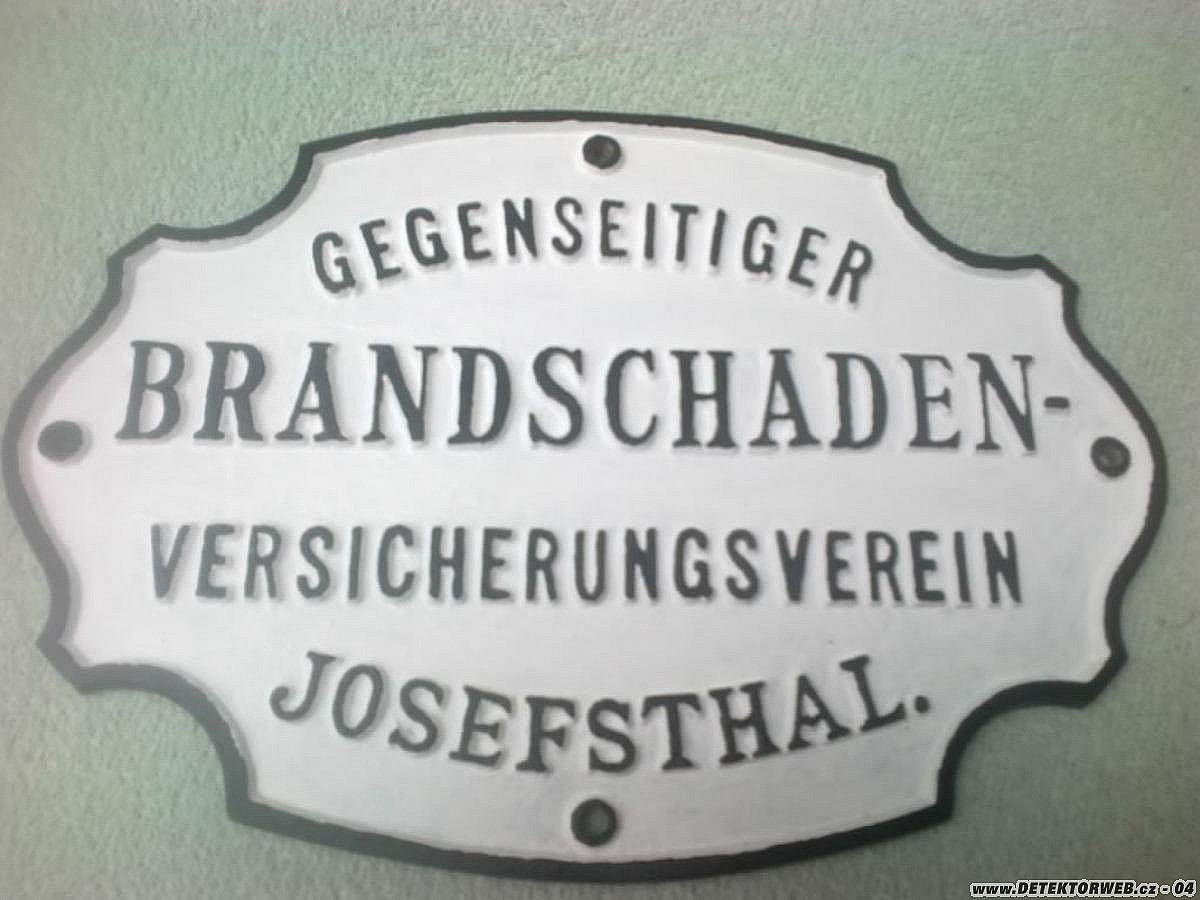 GEGENSEITIGER
BRANDSCHADEN-
VERSICHERUNGSVEREIN
JOSEFSTHAL.
www.DETEKTORWEB.cz - 04